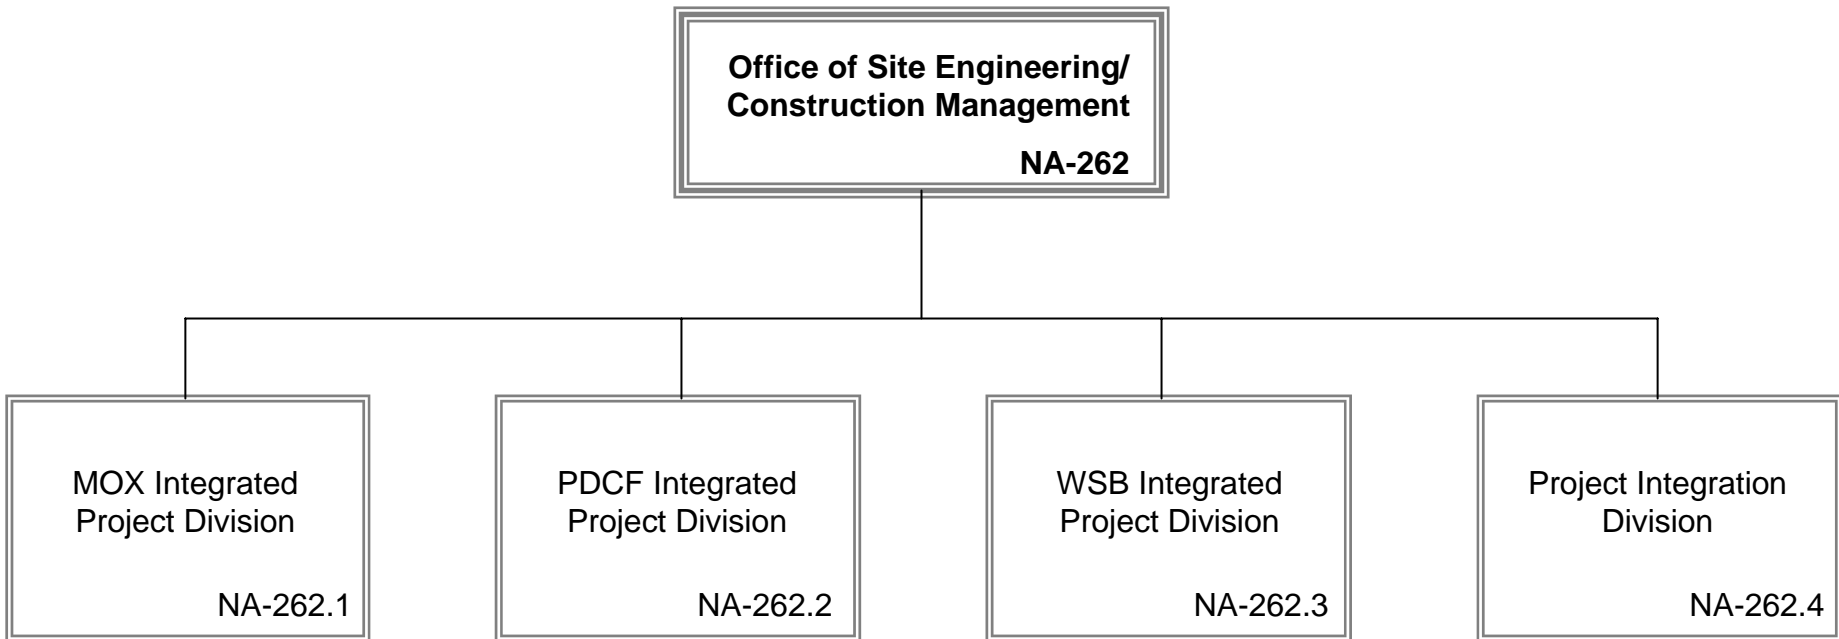 Office of Site Engineering/
Construction Management
NA-262
MOX Integrated
Project Division
NA-262.1
PDCF Integrated
Project Division
NA-262.2
WSB Integrated
Project Division
NA-262.3
Project Integration
Division
NA-262.4